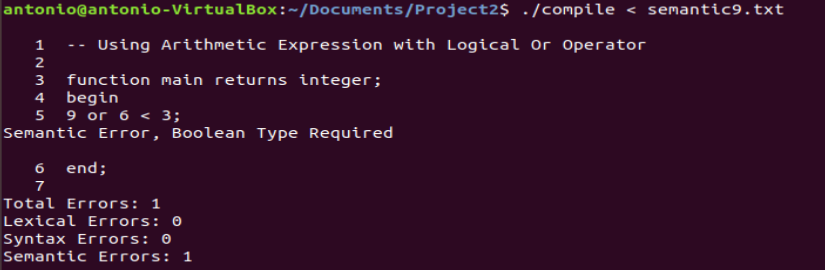 antonio@antonio-VirtualBox:~/Documents/Project2$ ./compile < semantic9.txt
1  -- Using Arithmetic Expression with Logical Or Operator
2
3  function main returns integer;
4  begin
5  9 or 6 < 3;
Semantic Error, Boolean Type Required
6  end;
7
Total Errors: 1
Lexical Errors: 0
Syntax Errors: 0
Semantic Errors: 1